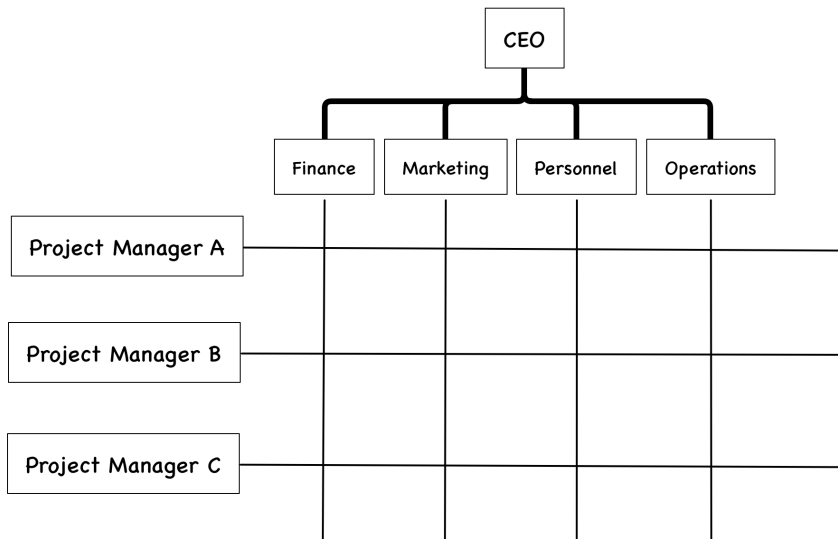 CEO
Finance
Marketing
Personnel
Operations
Project Manager A
Project Manager B
Project Manager C